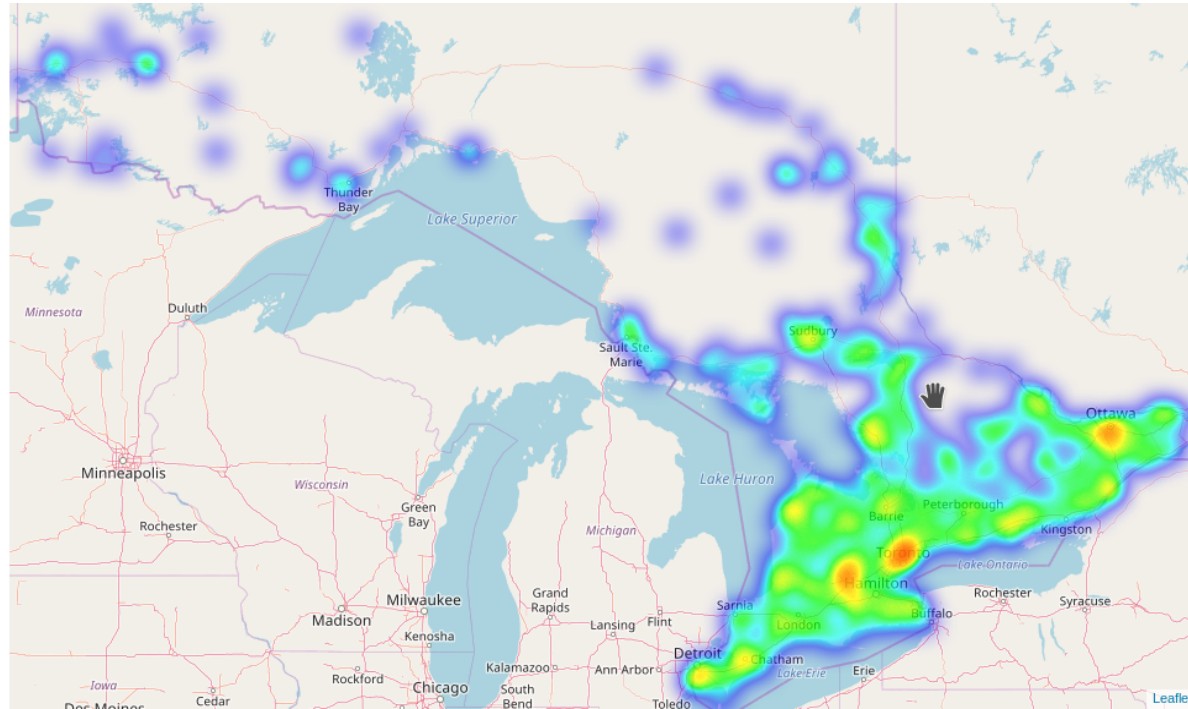 Thunder
Bay
Lake Superior
Minnesota
Duluth
Sudbury
Sault Ste.
Marie
Ottawa
Minneapolis
Wisconsin
Lake Huron
Green
Bay
Peterborough
Barrie
Rochester
Michigan
Kingston
Toronto
Lake Ontario
Hamilton
Milwaukee
Grand
Rapids
Sarnia
Rochester
Syracuse
Madison
Lansing
Flint
London
Buffalo
Kenosha
Detroit
Chatham
Kalamazoo
Ann Arbor
Lake Erie
Erie
Rockford
Iowa
Chicago
South
Bend
Toledo
Cedar
Des Moines
Leafle